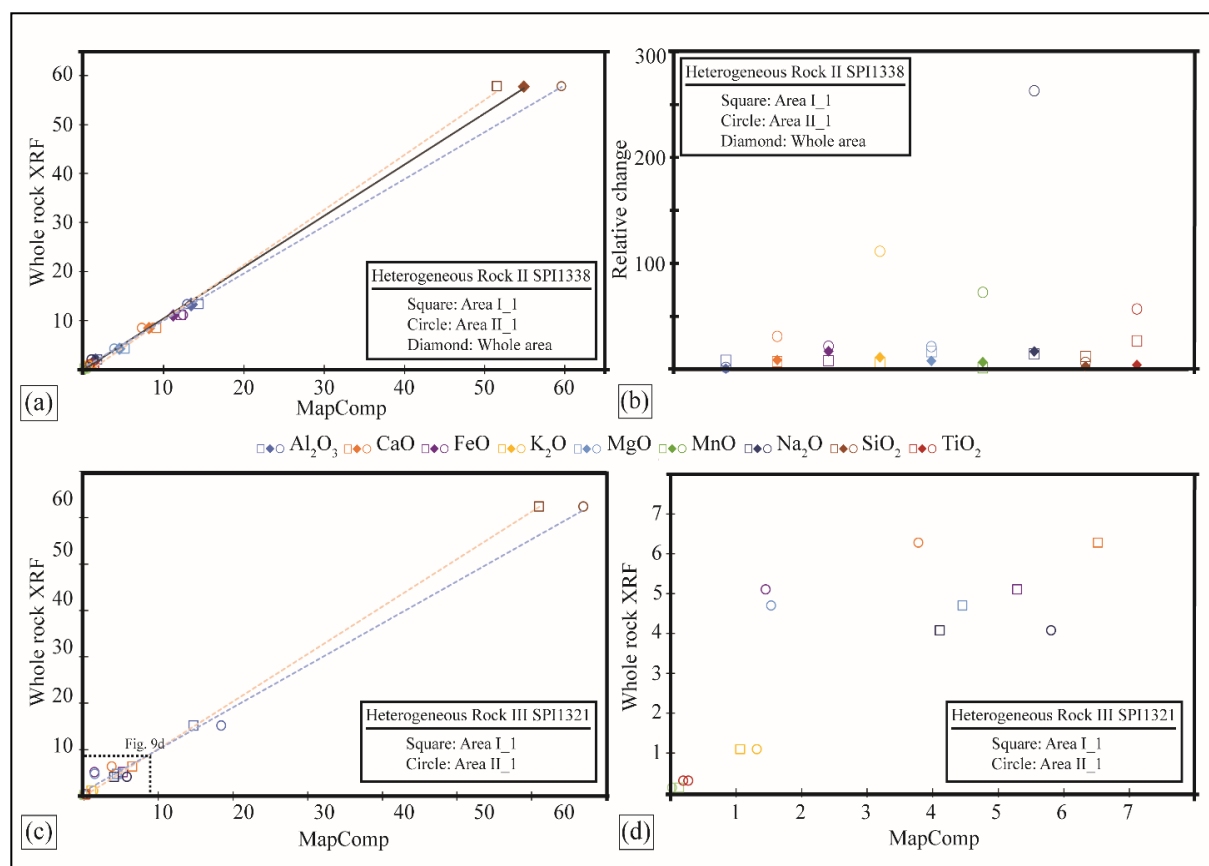 Whole rock XRF
60
50
40
30
20
10
10 20 30 40 50 60
MapComp
(a)
Heterogeneous Rock II SPI1338
Square: Area I_1
Circle: Area II_1
Diamond: Whole area
Relative change
300
200
100
(b)
Heterogeneous Rock II SPI1338
Square: Area I_1
Circle: Area II_1
Diamond: Whole area
Al₂O₃ CaO FeO K₂O MgO MnO Na₂O SiO₂ TiO₂
Whole rock XRF
60
50
40
30
20
10
10 20 30 40 50 60
MapComp
(c)
Fig. 9d
Heterogeneous Rock III SPI1321
Square: Area I_1
Circle: Area II_1
Whole rock XRF
7
6
5
4
3
2
1
1 2 3 4 5 6 7
MapComp
(d)
Heterogeneous Rock III SPI1321
Square: Area I_1
Circle: Area II_1